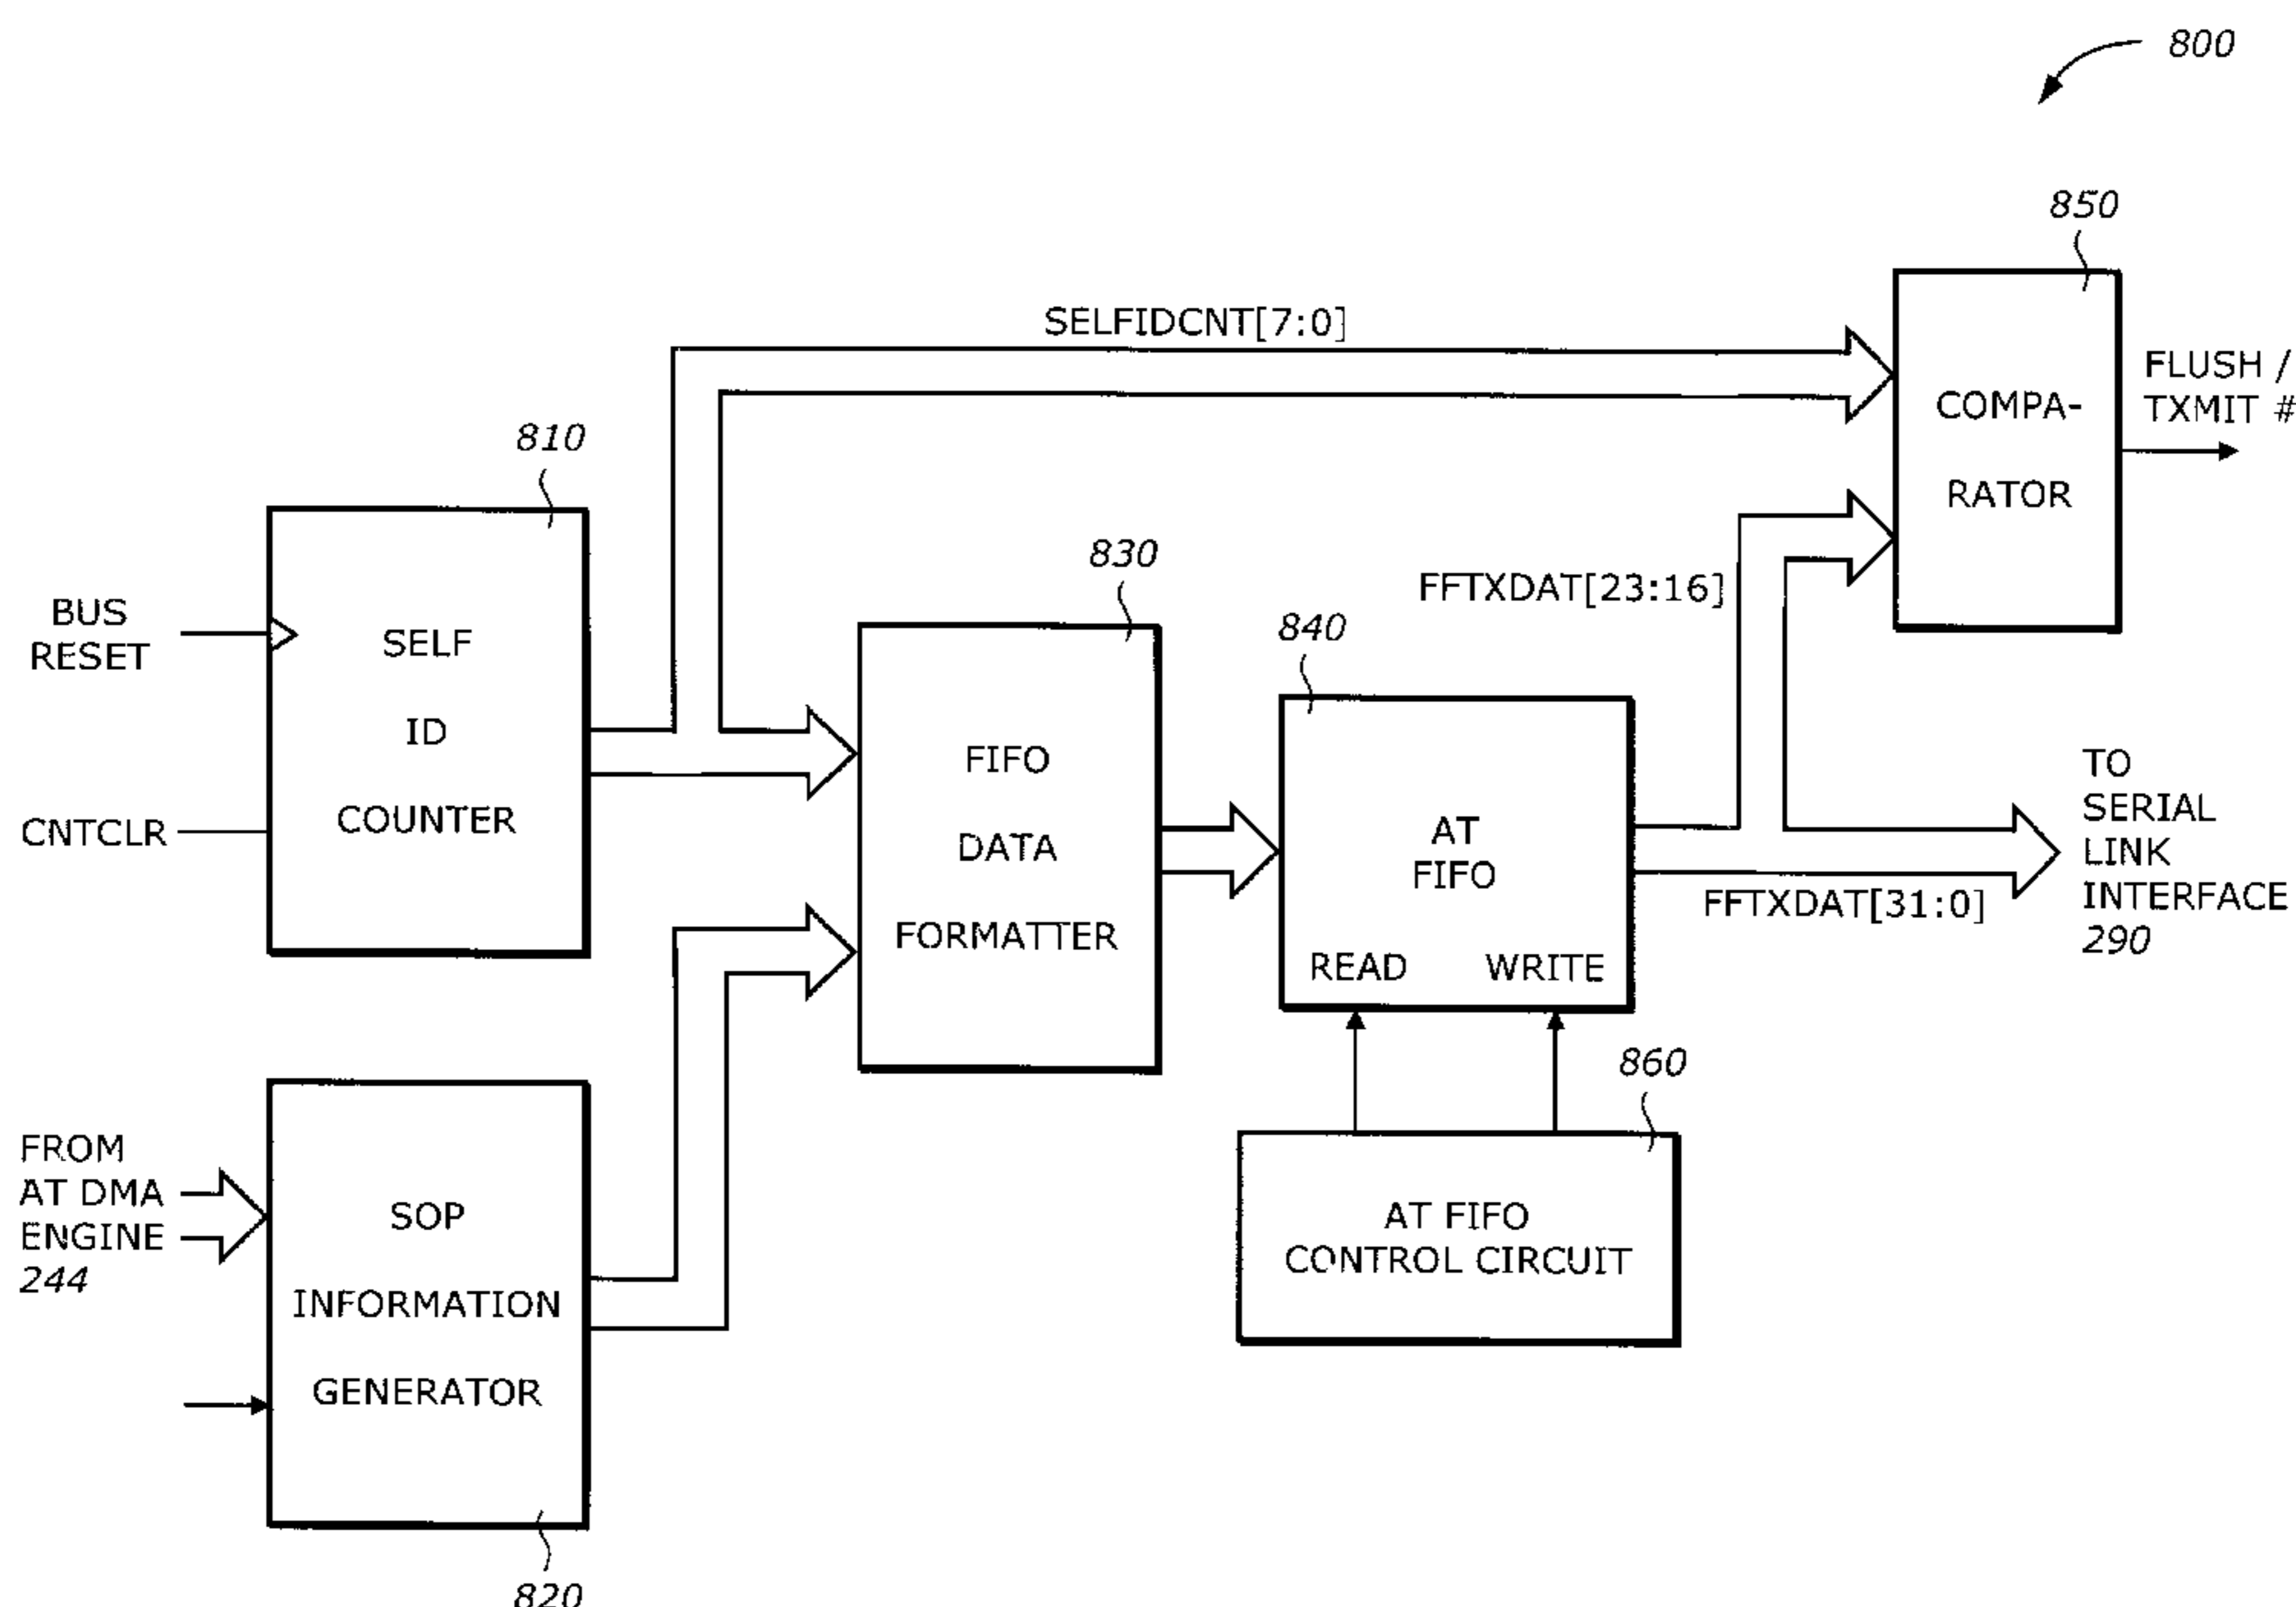 800
850
SELFIDCNT[7:0]
FLUSH /
TXMIT #
COMPA-
RATOR
810
830
FFTXDAT[23:16]
840
BUS
RESET
SELF
ID
COUNTER
CNTCLR
FIFO
DATA
FORMATTER
AT
FIFO
READ WRITE
TO
SERIAL
LINK
INTERFACE
290
FFTXDAT[31:0]
860
FROM
AT DMA
ENGINE
244
SOP
INFORMATION
GENERATOR
AT FIFO
CONTROL CIRCUIT
820